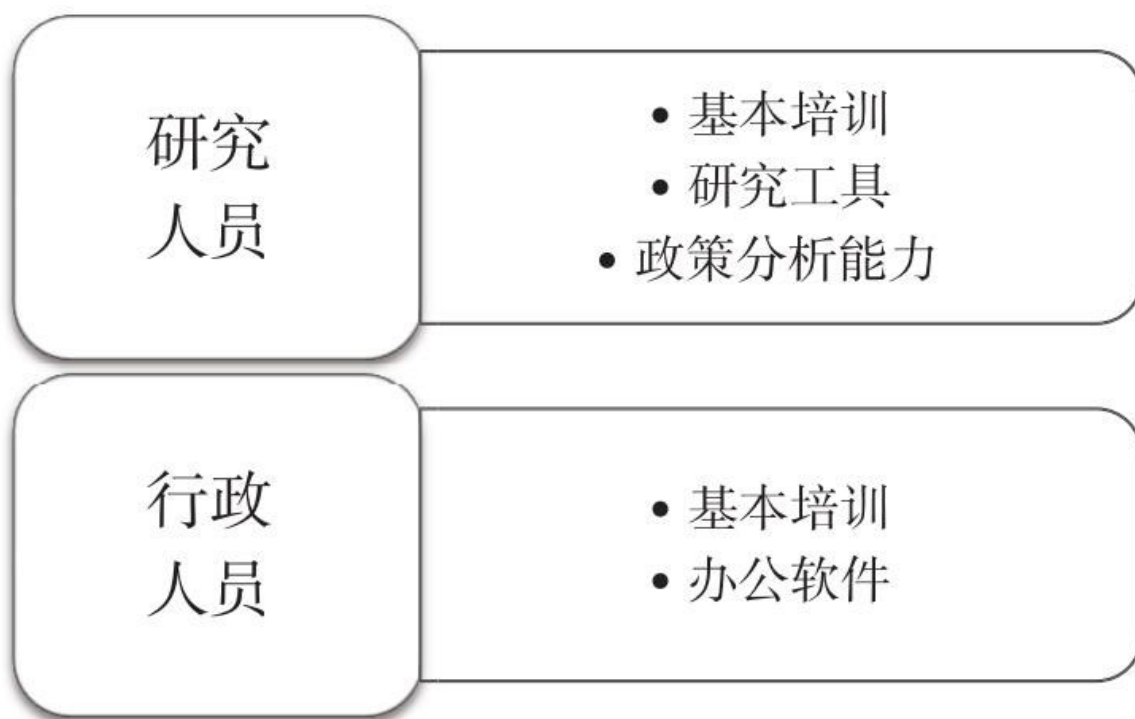 研究
人员
• 基本培训
• 研究工具
• 政策分析能力
行政
人员
• 基本培训
• 办公软件